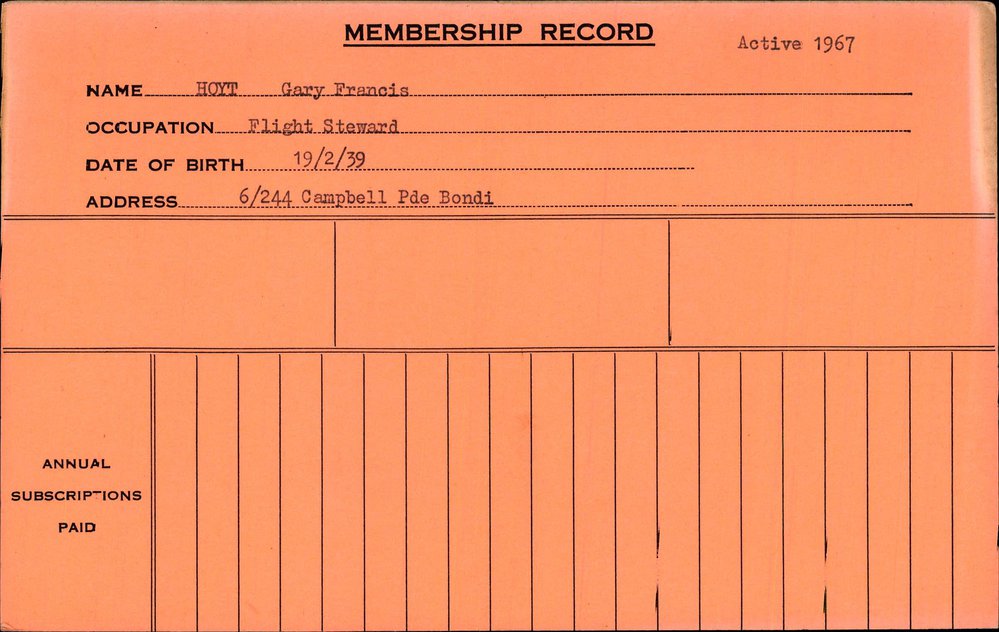 MEMBERSHIP RECORD
Active 1967
NAME HOYT Gary Francis
OCCUPATION Flight Steward
DATE OF BIRTH 19/2/39
ADDRESS 6/244 Campbell Pde Bondi
ANNUAL
SUBSCRIPTIONS
PAID